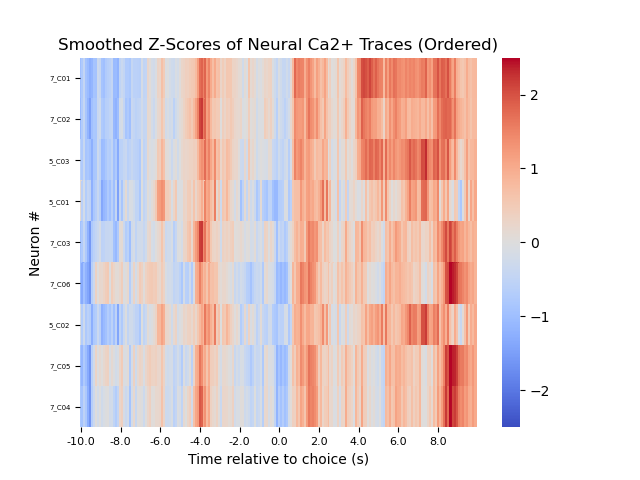 Smoothed Z-Scores of Neural Ca2+ Traces (Ordered)
Neuron #
7_C01
7_C02
5_C03
5_C01
7_C03
7_C06
5_C02
7_C05
7_C04
-10.0 -8.0 -6.0 -4.0 -2.0 0.0 2.0 4.0 6.0 8.0
Time relative to choice (s)
2
1
0
−1
−2